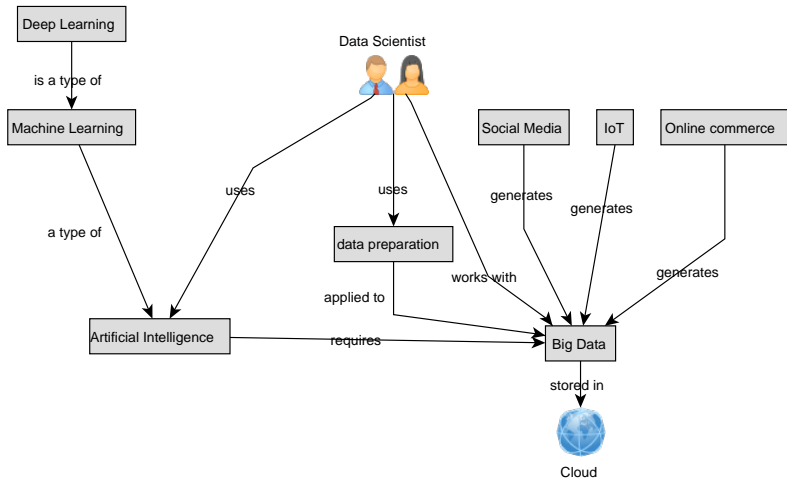 Deep Learning
Data Scientist
is a type of
Machine Learning
Social Media
IoT
Online commerce
uses
uses
generates
generates
a type of
data preparation
works with
generates
applied to
Artificial Intelligence
requires
Big Data
stored in
Cloud